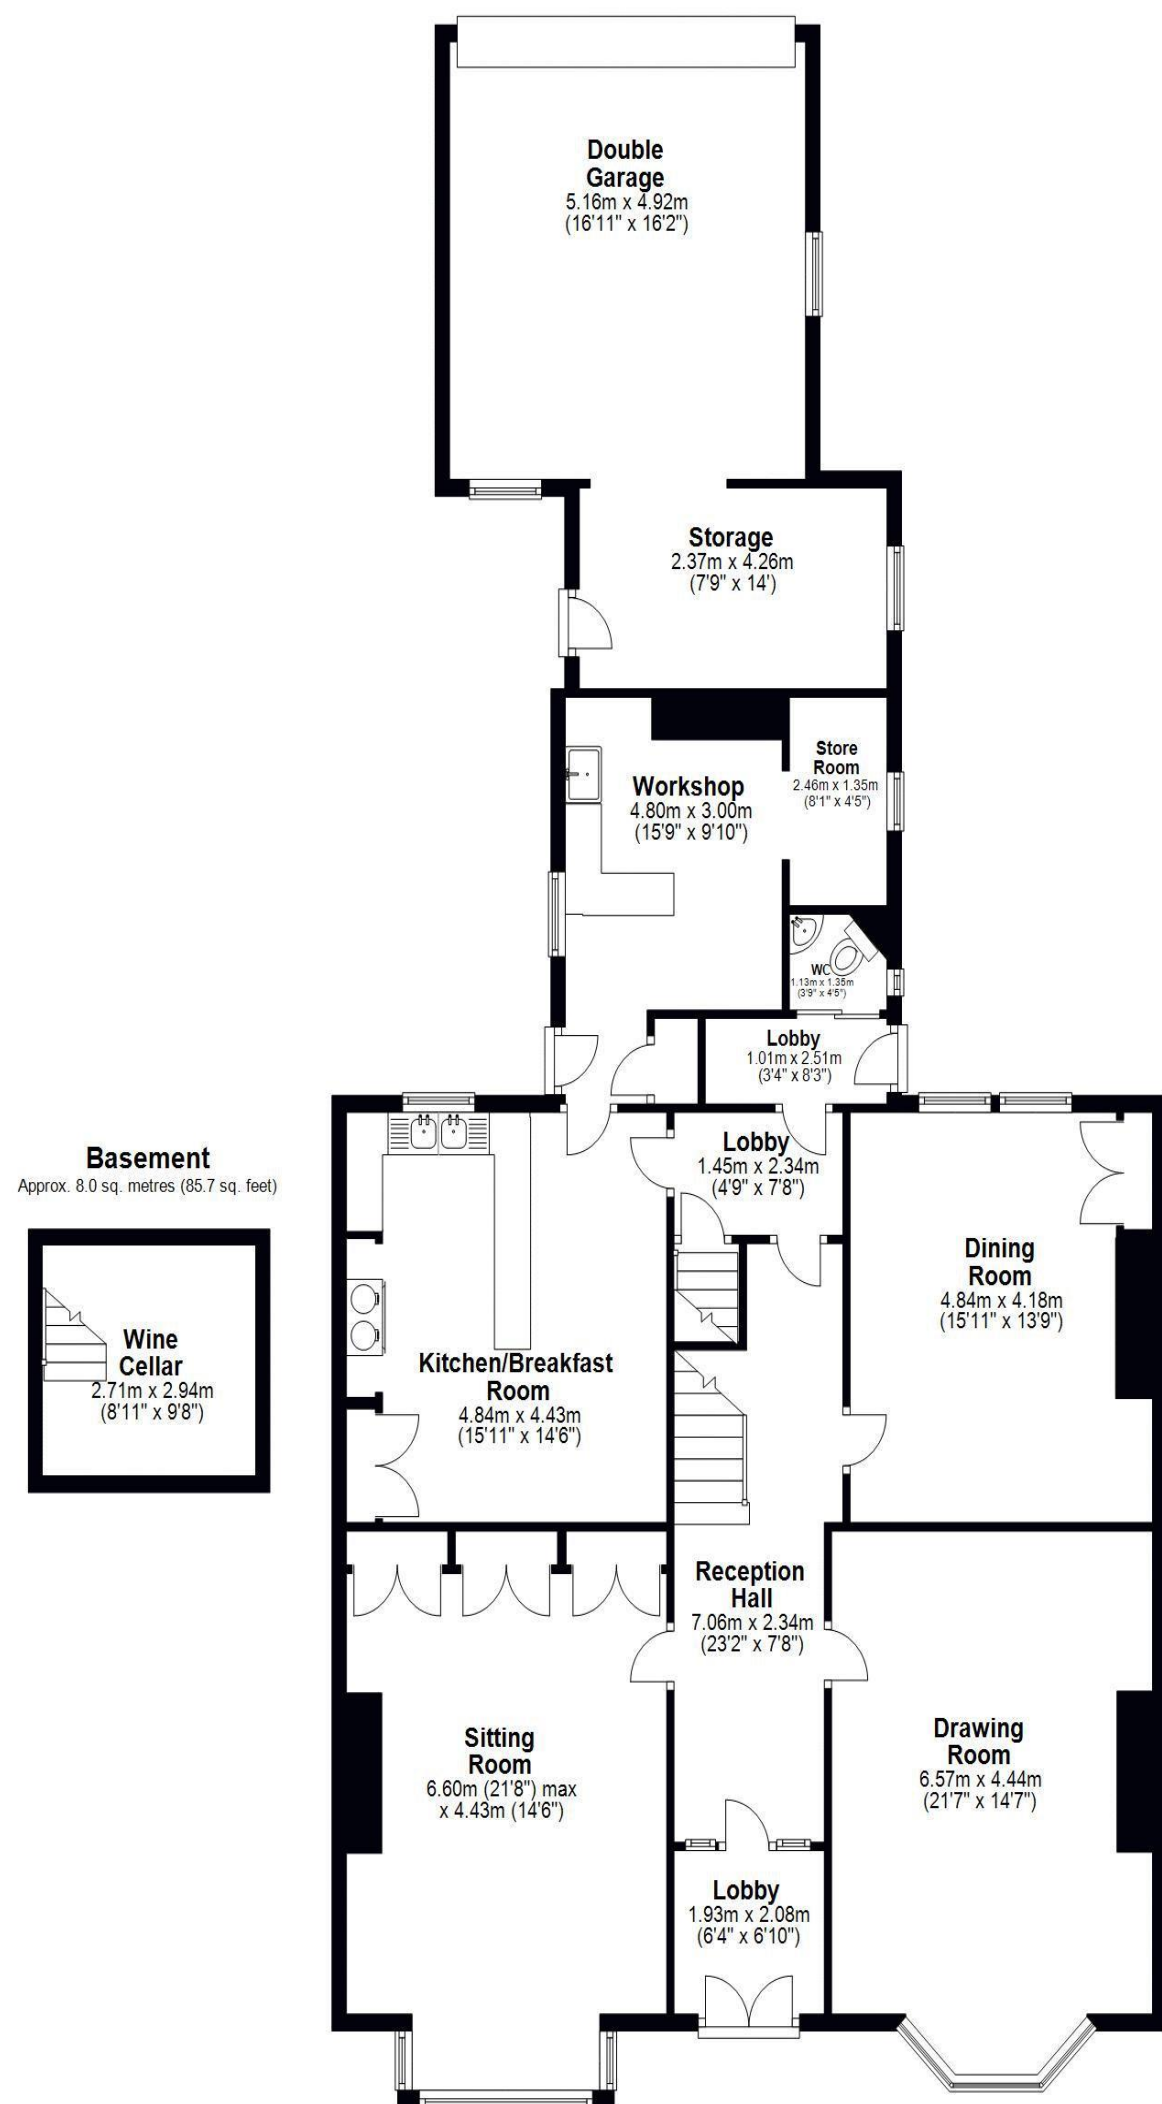 Double
Garage
5.16m x 4.92m
(16'11" x 16'2")
Storage
2.37m x 4.26m
(7'9" x 14')
Store
Room
2.46m x 1.35m
(8'1" x 4'5")
Workshop
4.80m x 3.00m
(15'9" x 9'10")
WC
1.13m x 1.35m
(3'9" x 4'5")
Lobby
1.01m x 2.51m
(3'4" x 8'3")
Lobby
1.45m x 2.34m
(4'9" x 7'8")
Basement
Approx. 8.0 sq. metres (85.7 sq. feet)
Wine
Cellar
2.71m x 2.94m
(8'11" x 9'8")
Dining
Room
4.84m x 4.18m
(15'11" x 13'9")
Kitchen/Breakfast
Room
4.84m x 4.43m
(15'11" x 14'6")
Reception
Hall
7.06m x 2.34m
(23'2" x 7'8")
Sitting
Room
6.60m (21'8") max
x 4.43m (14'6")
Drawing
Room
6.57m x 4.44m
(21'7" x 14'7")
Lobby
1.93m x 2.08m
(6'4" x 6'10")